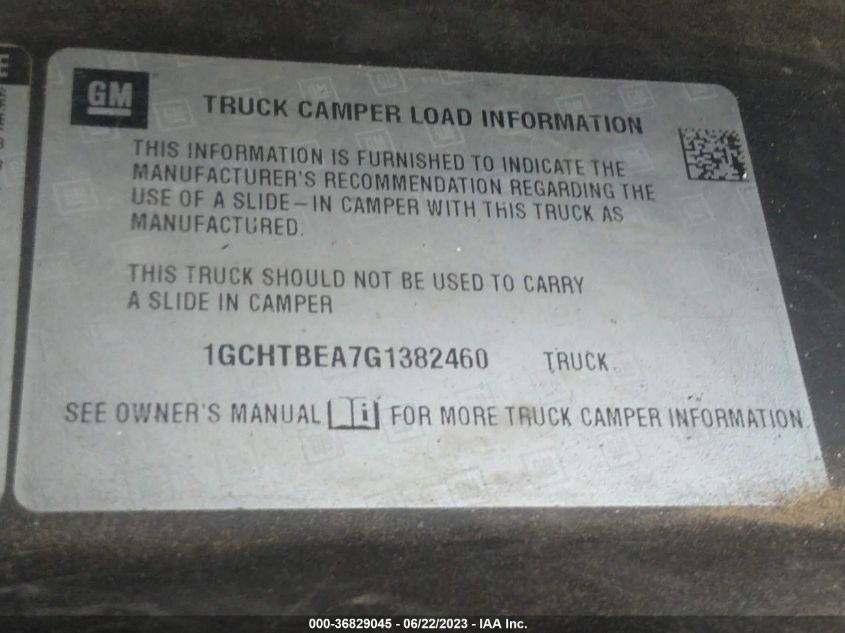 GM
TRUCK CAMPER LOAD INFORMATION
THIS INFORMATION IS FURNISHED TO INDICATE THE
MANUFACTURER'S RECOMMENDATION REGARDING THE
USE OF A SLIDE-IN CAMPER WITH THIS TRUCK AS
MANUFACTURED.
THIS TRUCK SHOULD NOT BE USED TO CARRY
A SLIDE IN CAMPER
1GCHTBEA7G1382460 TRUCK
SEE OWNER'S MANUAL i FOR MORE TRUCK CAMPER INFORMATION.
000-36829045 - 06/22/2023 - IAA Inc.